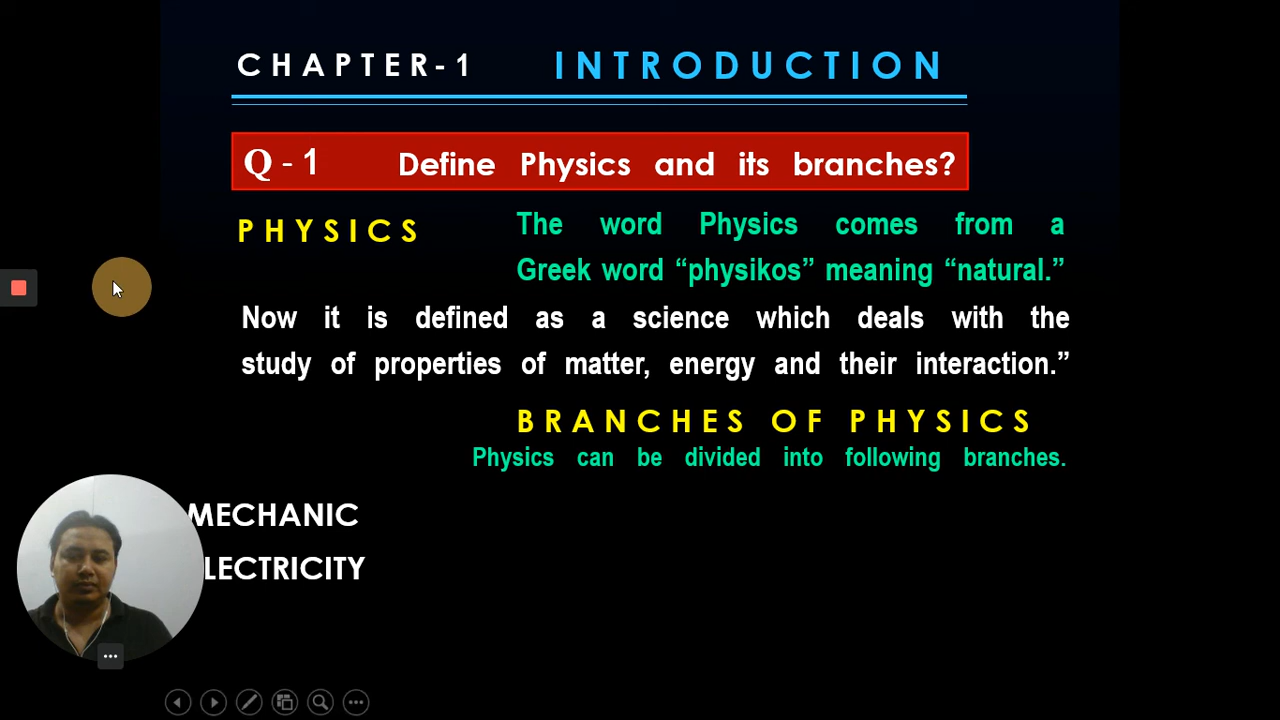 CHAPTER-1 INTRODUCTION
Q - 1 Define Physics and its branches?
PHYSICS
The word Physics comes from a
Greek word “physikos” meaning “natural.”
Now it is defined as a science which deals with the
study of properties of matter, energy and their interaction.”
BRANCHES OF PHYSICS
Physics can be divided into following branches.
MECHANIC
LECTRICITY